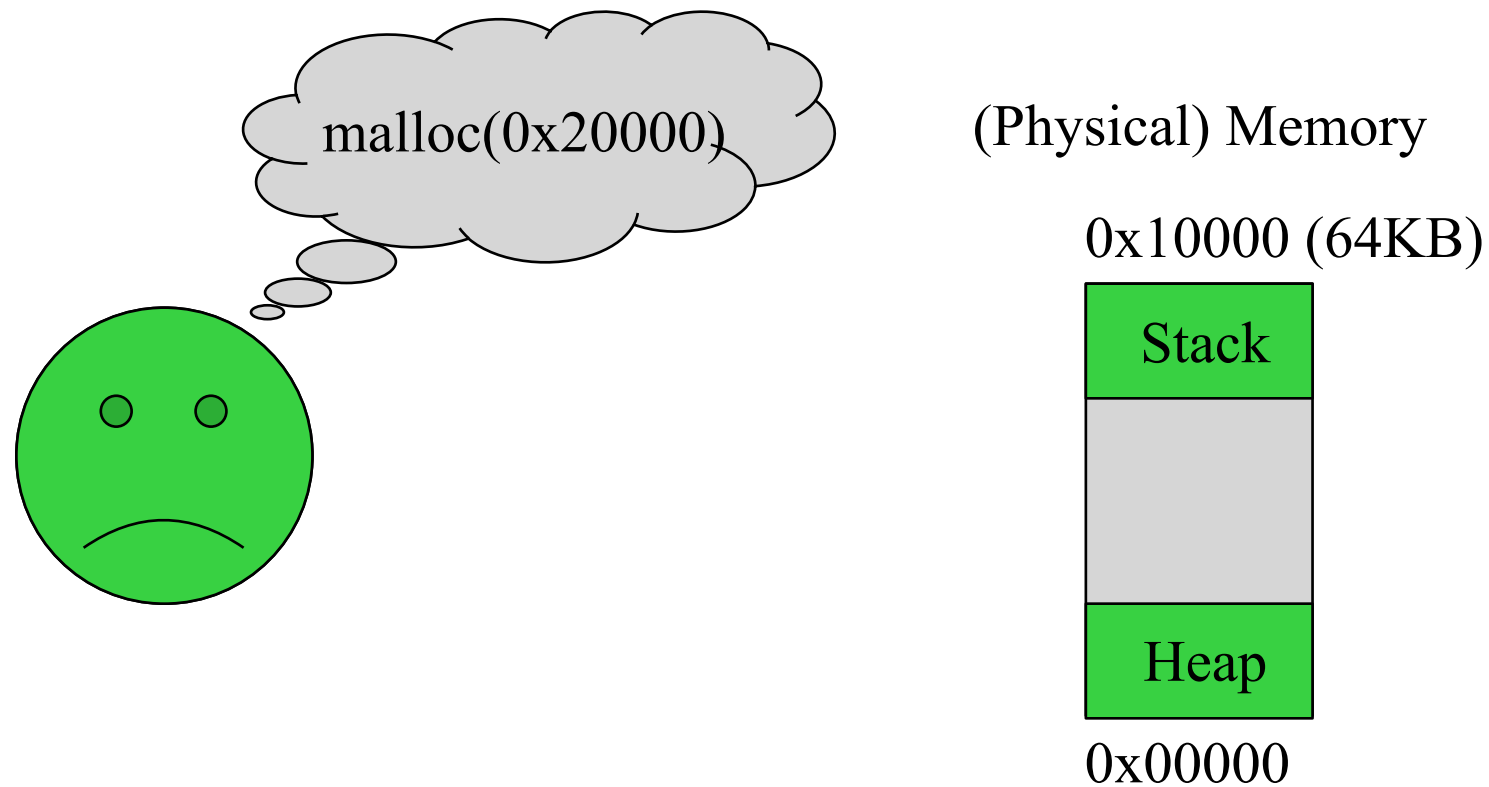 malloc(0x20000)
(Physical) Memory
0x10000 (64KB)
Stack
Heap
0x00000